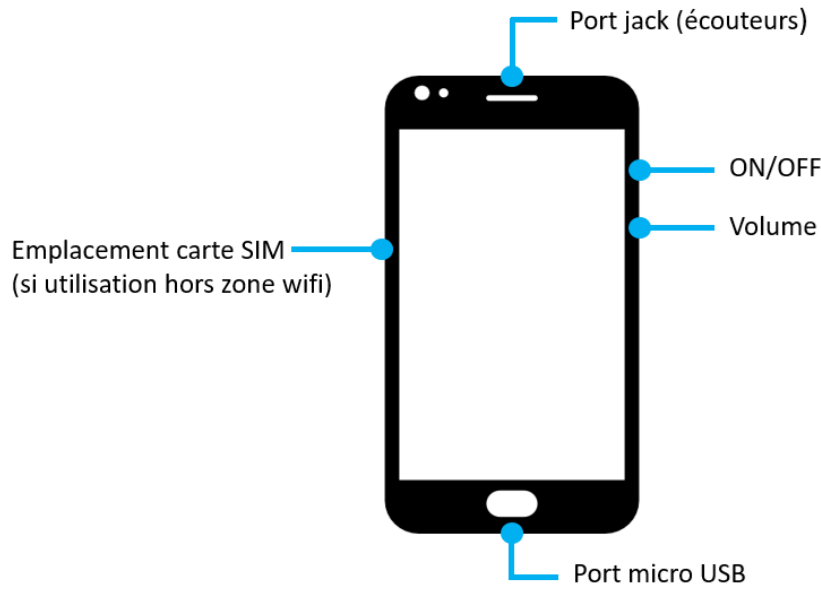 Port jack (écouteurs)
ON/OFF
Volume
Emplacement carte SIM
(si utilisation hors zone wifi)
Port micro USB